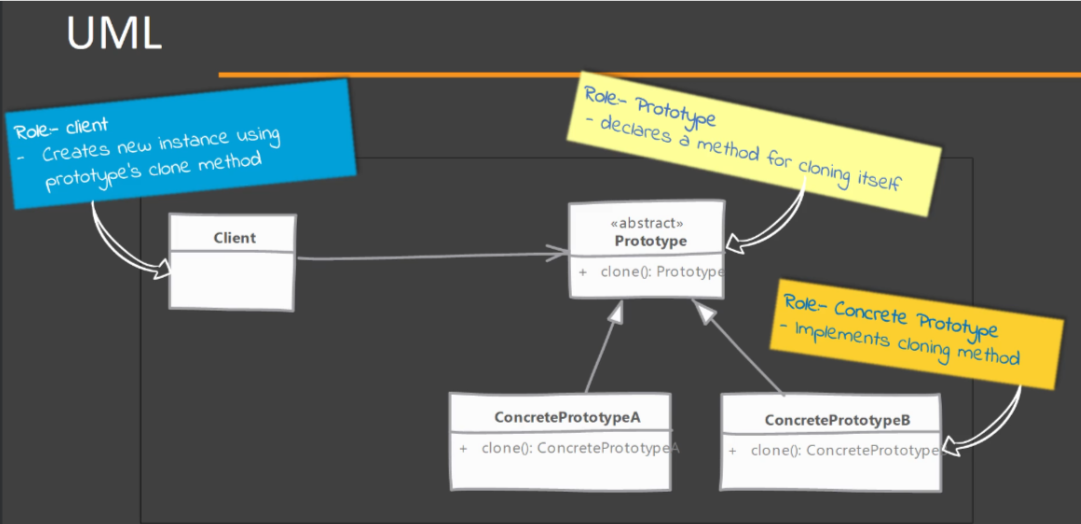 UML
Role:- client
- Creates new instance using
prototype's clone method
Role:- Prototype
- declares a method for cloning itself
Client
«abstract»
Prototype
+ clone(): Prototype
Role:- Concrete Prototype
- Implements cloning method
ConcretePrototypeA
+ clone(): ConcretePrototypeA
ConcretePrototypeB
+ clone(): ConcretePrototype